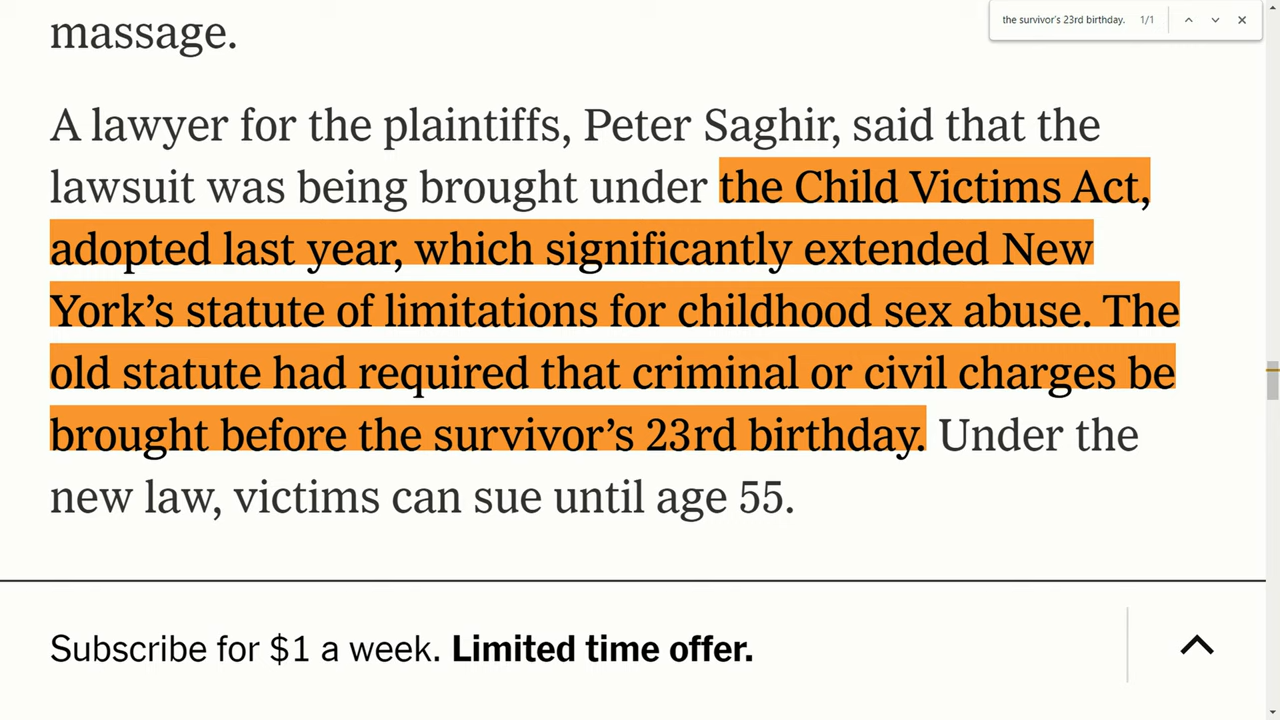 the survivor's 23rd birthday. 1/1
massage.
A lawyer for the plaintiffs, Peter Saghir, said that the
lawsuit was being brought under the Child Victims Act,
adopted last year, which significantly extended New
York’s statute of limitations for childhood sex abuse. The
old statute had required that criminal or civil charges be
brought before the survivor’s 23rd birthday. Under the
new law, victims can sue until age 55.
Subscribe for $1 a week. Limited time offer.